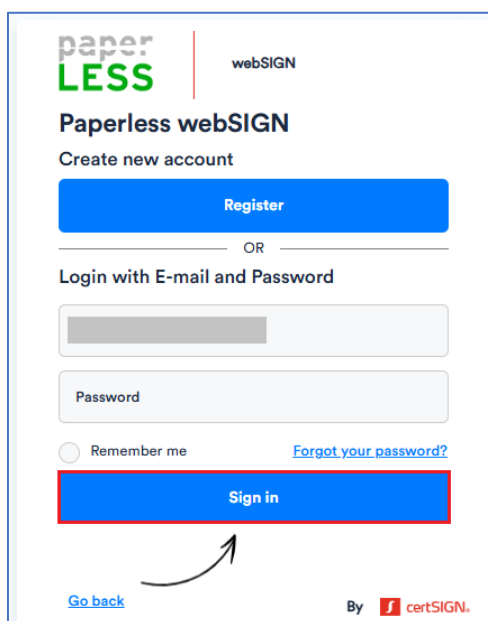 paper
LESS
webSIGN
Paperless webSIGN
Create new account
Register
OR
Login with E-mail and Password
Password
Remember me
Forgot your password?
Sign in
Go back
By certSIGN®